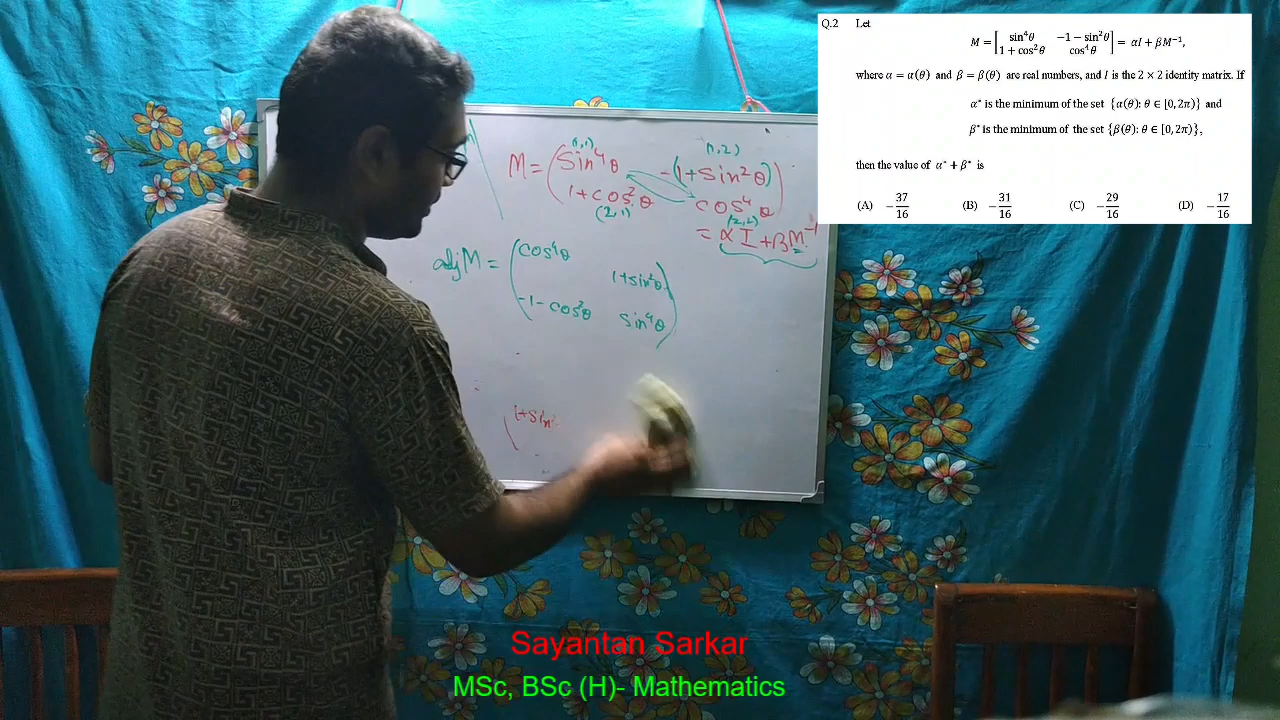 Q.2 Let
M = [ sin⁴θ −1 − sin²θ
1 + cos²θ cos⁴θ ] = αI + βM⁻¹,
where α = α(θ) and β = β(θ) are real numbers, and I is the 2 × 2 identity matrix. If
α* is the minimum of the set {α(θ): θ ∈ [0, 2π)} and
β* is the minimum of the set {β(θ): θ ∈ [0, 2π)},
then the value of α* + β* is
(A) −37/16 (B) −31/16 (C) −29/16 (D) −17/16
(1,1) (1,2)
M = ( Sin⁴θ -(1+sin²θ)
1+cos²θ cos⁴θ )
(2,1) (2,2)
= αI + βM⁻¹
adjM = ( cos⁴θ 1+sin²θ
-1-cos²θ sin⁴θ )
( 1+sin²
Sayantan Sarkar
MSc, BSc (H)- Mathematics